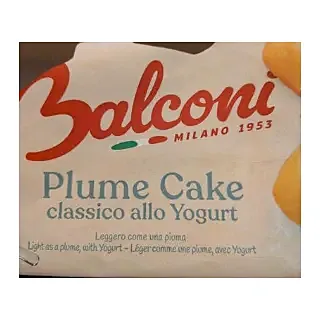 Balconi
MILANO 1953
Plume Cake
classico allo Yogurt
Leggero come una piuma
Light as a plume, with Yogurt - Léger comme une plume, avec Yogurt